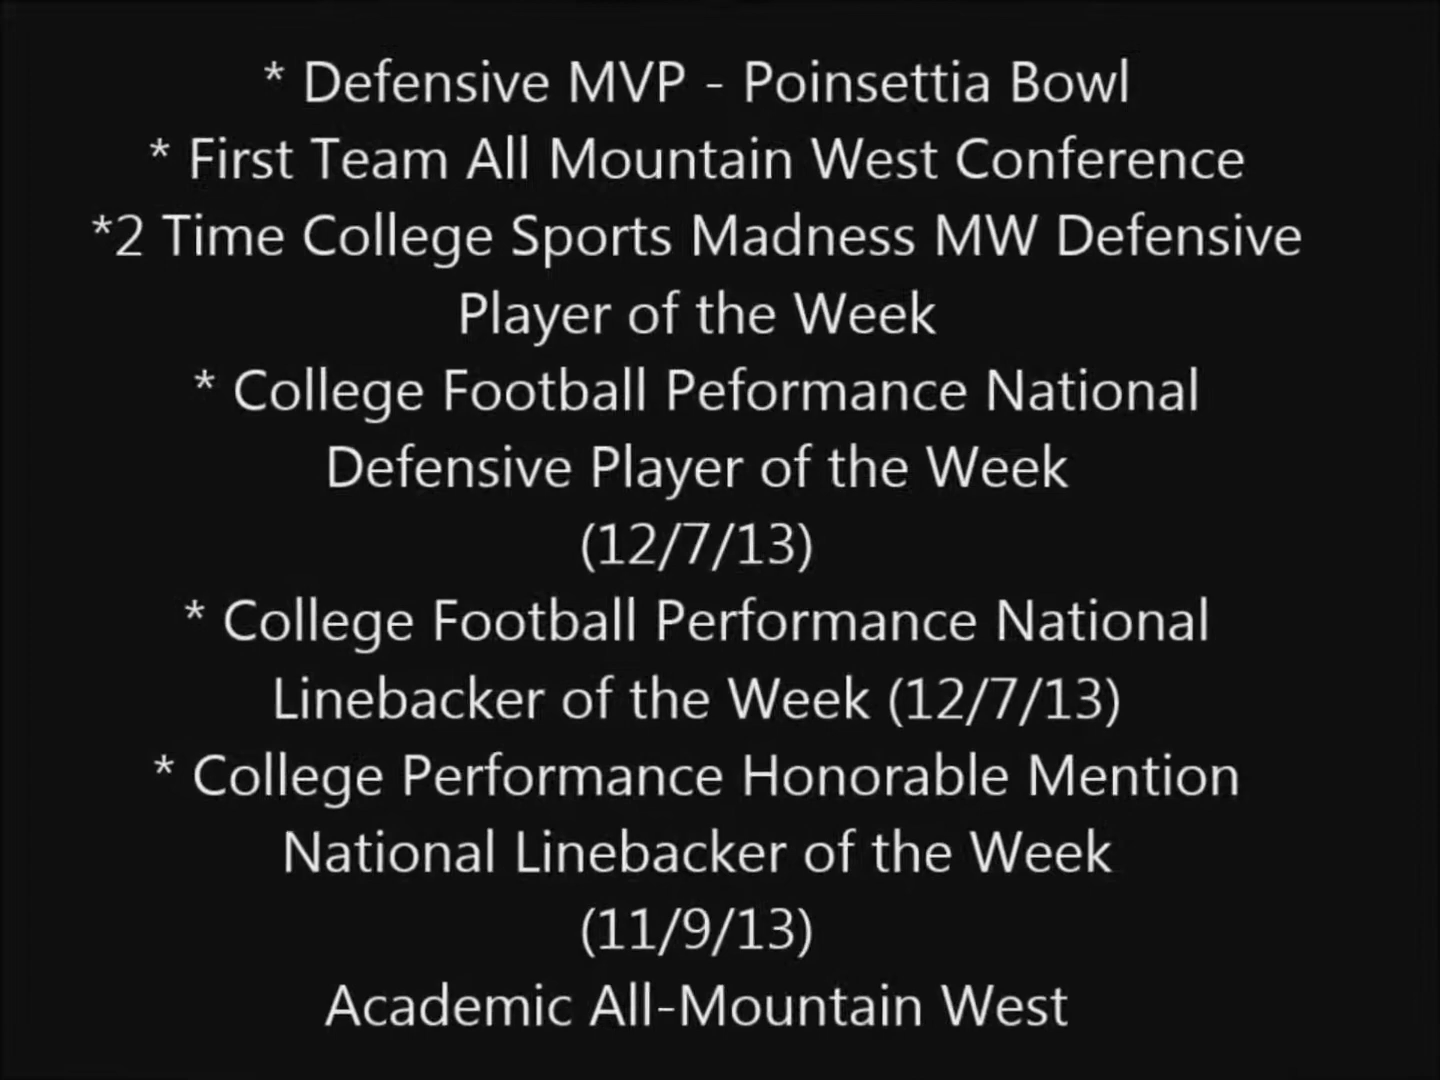 * Defensive MVP - Poinsettia Bowl
* First Team All Mountain West Conference
*2 Time College Sports Madness MW Defensive
Player of the Week
* College Football Peformance National
Defensive Player of the Week
(12/7/13)
* College Football Performance National
Linebacker of the Week (12/7/13)
* College Performance Honorable Mention
National Linebacker of the Week
(11/9/13)
Academic All-Mountain West